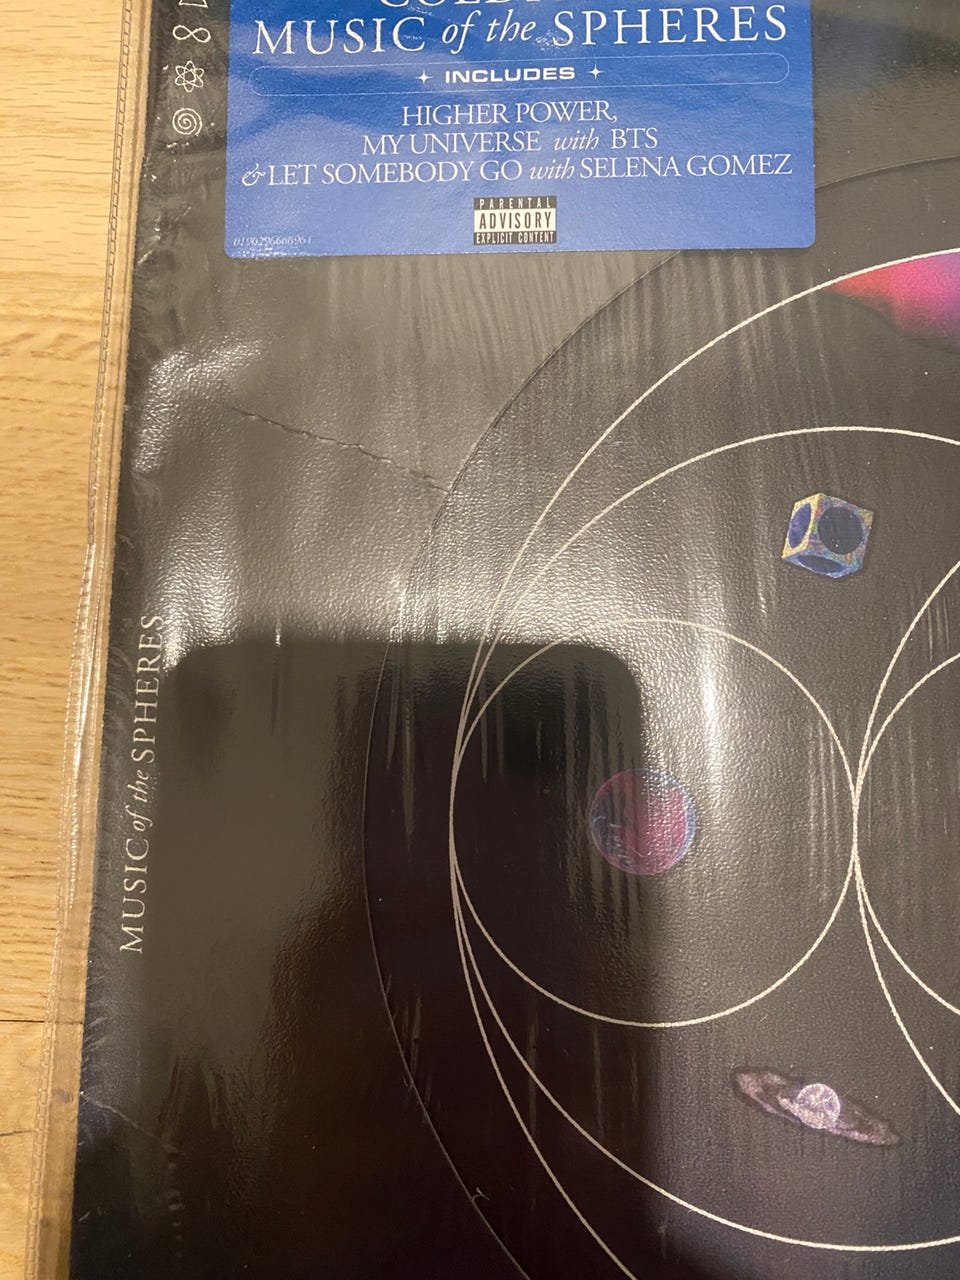 MUSIC of the SPHERES
INCLUDES
HIGHER POWER,
MY UNIVERSE with BTS
& LET SOMEBODY GO with SELENA GOMEZ
PARENTAL
ADVISORY
EXPLICIT CONTENT
MUSIC of the SPHERES